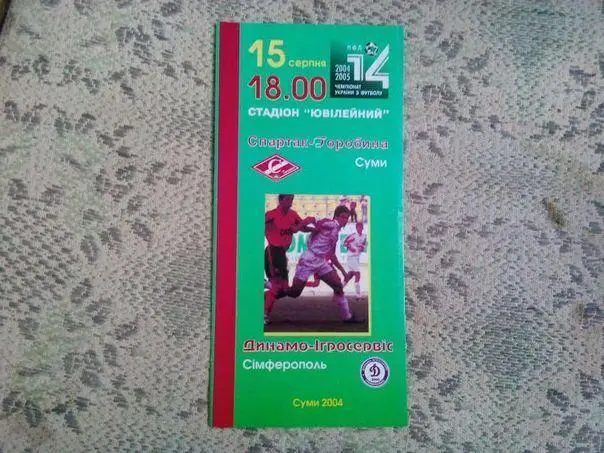 15 серпня
18.00
ПФЛ
2004
2005
14
ЧЕМПІОНАТ
УКРАЇНИ З ФУТБОЛУ
СТАДІОН "ЮВІЛЕЙНИЙ"
Спартак-Горобина
Суми
Динамо-Ігросервіс
Сімферополь
Суми 2004